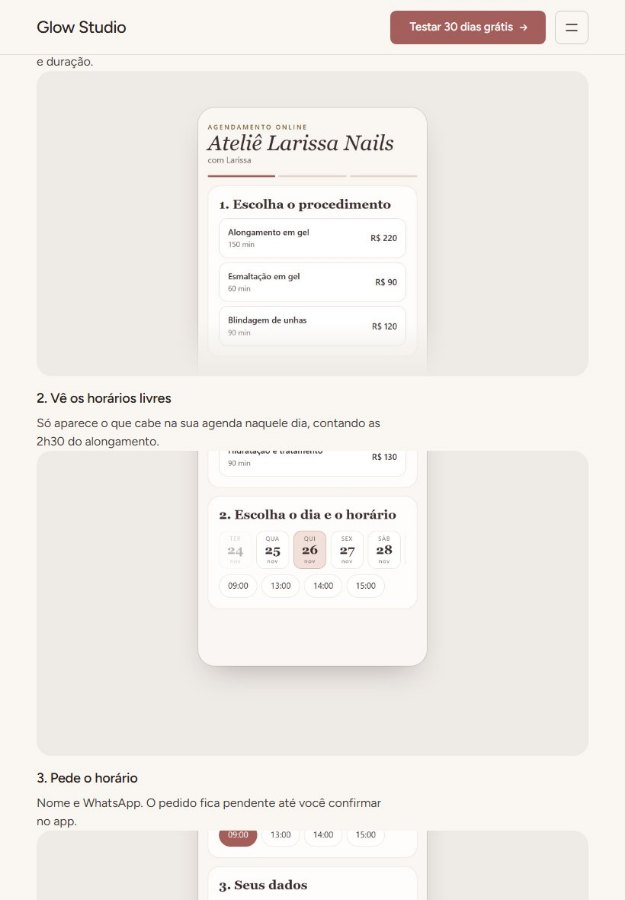 Glow Studio
Testar 30 dias grátis →
e duração.
AGENDAMENTO ONLINE
Ateliê Larissa Nails
com Larissa
1. Escolha o procedimento
Alongamento em gel
150 min
R$ 220
Esmaltação em gel
60 min
R$ 90
Blindagem de unhas
90 min
R$ 120
2. Vê os horários livres
Só aparece o que cabe na sua agenda naquele dia, contando as
2h30 do alongamento.
Hidratação e tratamento
90 min
R$ 130
2. Escolha o dia e o horário
TER QUA QUI SEX SÁB
24 25 26 27 28
nov nov nov nov nov
09:00 13:00 14:00 15:00
3. Pede o horário
Nome e WhatsApp. O pedido fica pendente até você confirmar
no app.
09:00 13:00 14:00 15:00
3. Seus dados